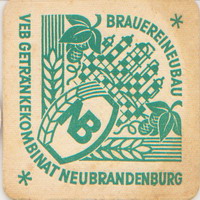 VEB GETRÄNKEKOMBINAT NEUBRANDENBURG
BRAUEREINEUBAU
NB